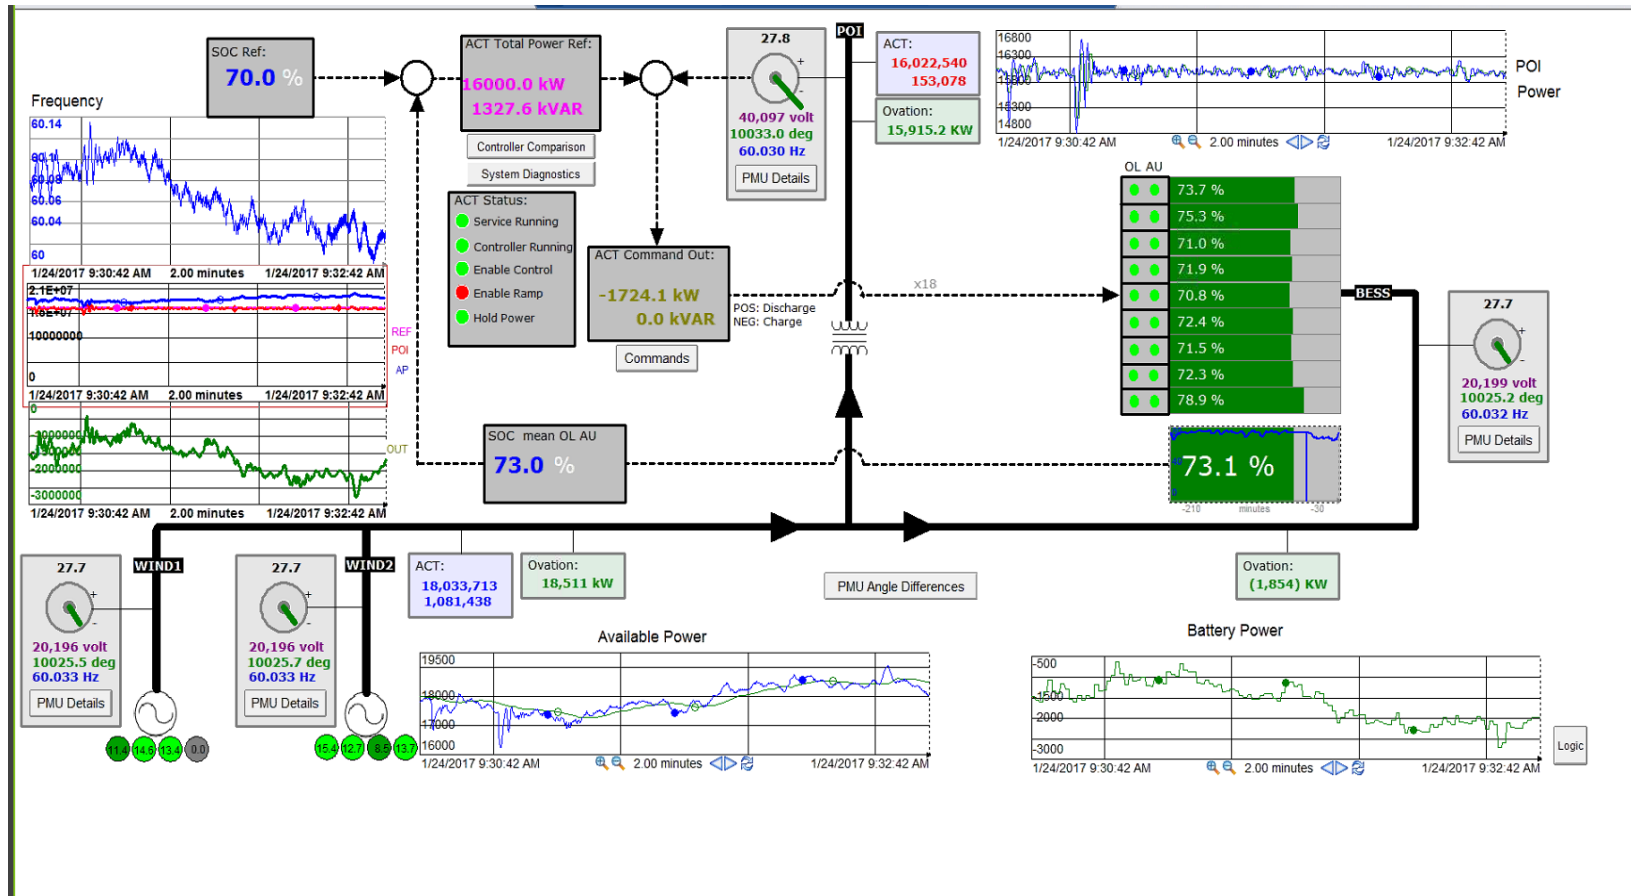 SOC Ref:
70.0 %
ACT Total Power Ref:
16000.0 kW
1327.6 kVAR
Controller Comparison
System Diagnostics
27.8
+
-
40,097 volt
10033.0 deg
60.030 Hz
PMU Details
POI
ACT:
16,022,540
153,078
Ovation:
15,915.2 KW
16800
16300
15300
14800
1/24/2017 9:30:42 AM
2.00 minutes
1/24/2017 9:32:42 AM
POI
Power
Frequency
60.14
60.1
60.08
60.06
60.04
60
1/24/2017 9:30:42 AM
2.00 minutes
1/24/2017 9:32:42 AM
2.1E+07
1.8E+07
10000000
0
REF
POI
AP
1/24/2017 9:30:42 AM
2.00 minutes
1/24/2017 9:32:42 AM
0
-2000000
-3000000
OUT
1/24/2017 9:30:42 AM
2.00 minutes
1/24/2017 9:32:42 AM
ACT Status:
Service Running
Controller Running
Enable Control
Enable Ramp
Hold Power
ACT Command Out:
-1724.1 kW
0.0 kVAR
Commands
POS: Discharge
NEG: Charge
x18
OL AU
73.7 %
75.3 %
71.0 %
71.9 %
70.8 %
72.4 %
71.5 %
72.3 %
78.9 %
BESS
27.7
+
-
20,199 volt
10025.2 deg
60.032 Hz
PMU Details
SOC mean OL AU
73.0 %
73.1 %
-210
minutes
-30
27.7
+
-
20,196 volt
10025.5 deg
60.033 Hz
PMU Details
WIND1
11.4 14.6 13.4 0.0
27.7
+
-
20,196 volt
10025.7 deg
60.033 Hz
PMU Details
WIND2
15.4 12.7 8.5 13.7
ACT:
18,033,713
1,081,438
Ovation:
18,511 kW
PMU Angle Differences
Ovation:
(1,854) KW
Available Power
19500
18000
17000
16000
1/24/2017 9:30:42 AM
2.00 minutes
1/24/2017 9:32:42 AM
Battery Power
-500
-1500
-2000
-3000
1/24/2017 9:30:42 AM
2.00 minutes
1/24/2017 9:32:42 AM
Logic